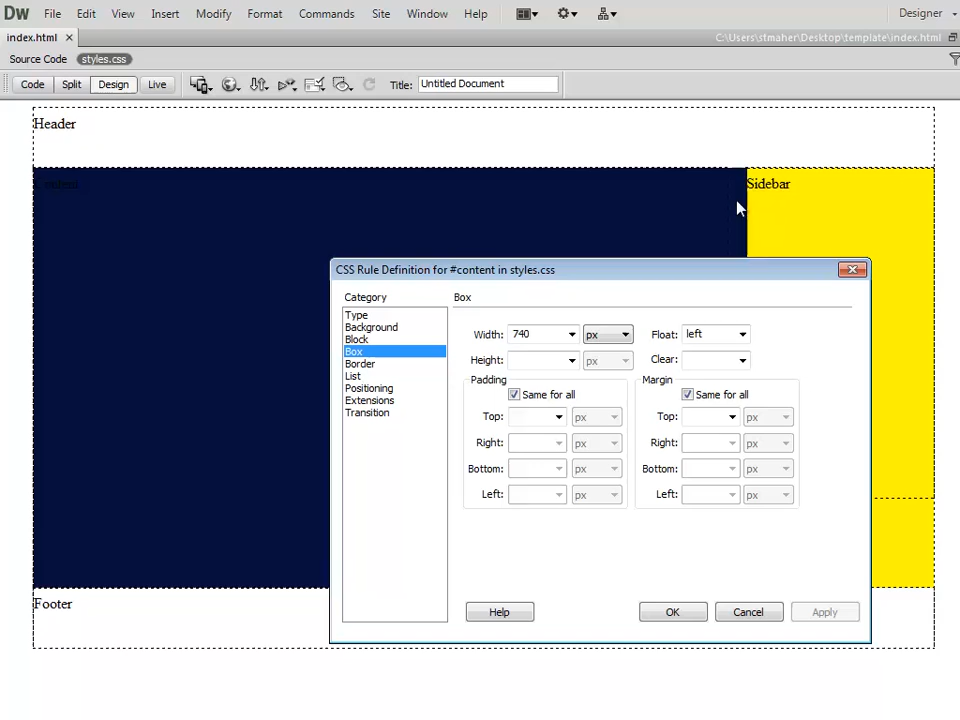 Dw File Edit View Insert Modify Format Commands Site Window Help Designer
index.html × C:\Users\sfmaher\Desktop\template\index.html
Source Code styles.css
Code Split Design Live Title: Untitled Document
Header
Sidebar
CSS Rule Definition for #content in styles.css
Category Box
Type
Background
Block
Box
Border
List
Positioning
Extensions
Transition
Width: 740 px Float: left
Height: px Clear:
Padding Margin
Same for all Same for all
Top: px Top: px
Right: px Right: px
Bottom: px Bottom: px
Left: px Left: px
Footer
Help OK Cancel Apply